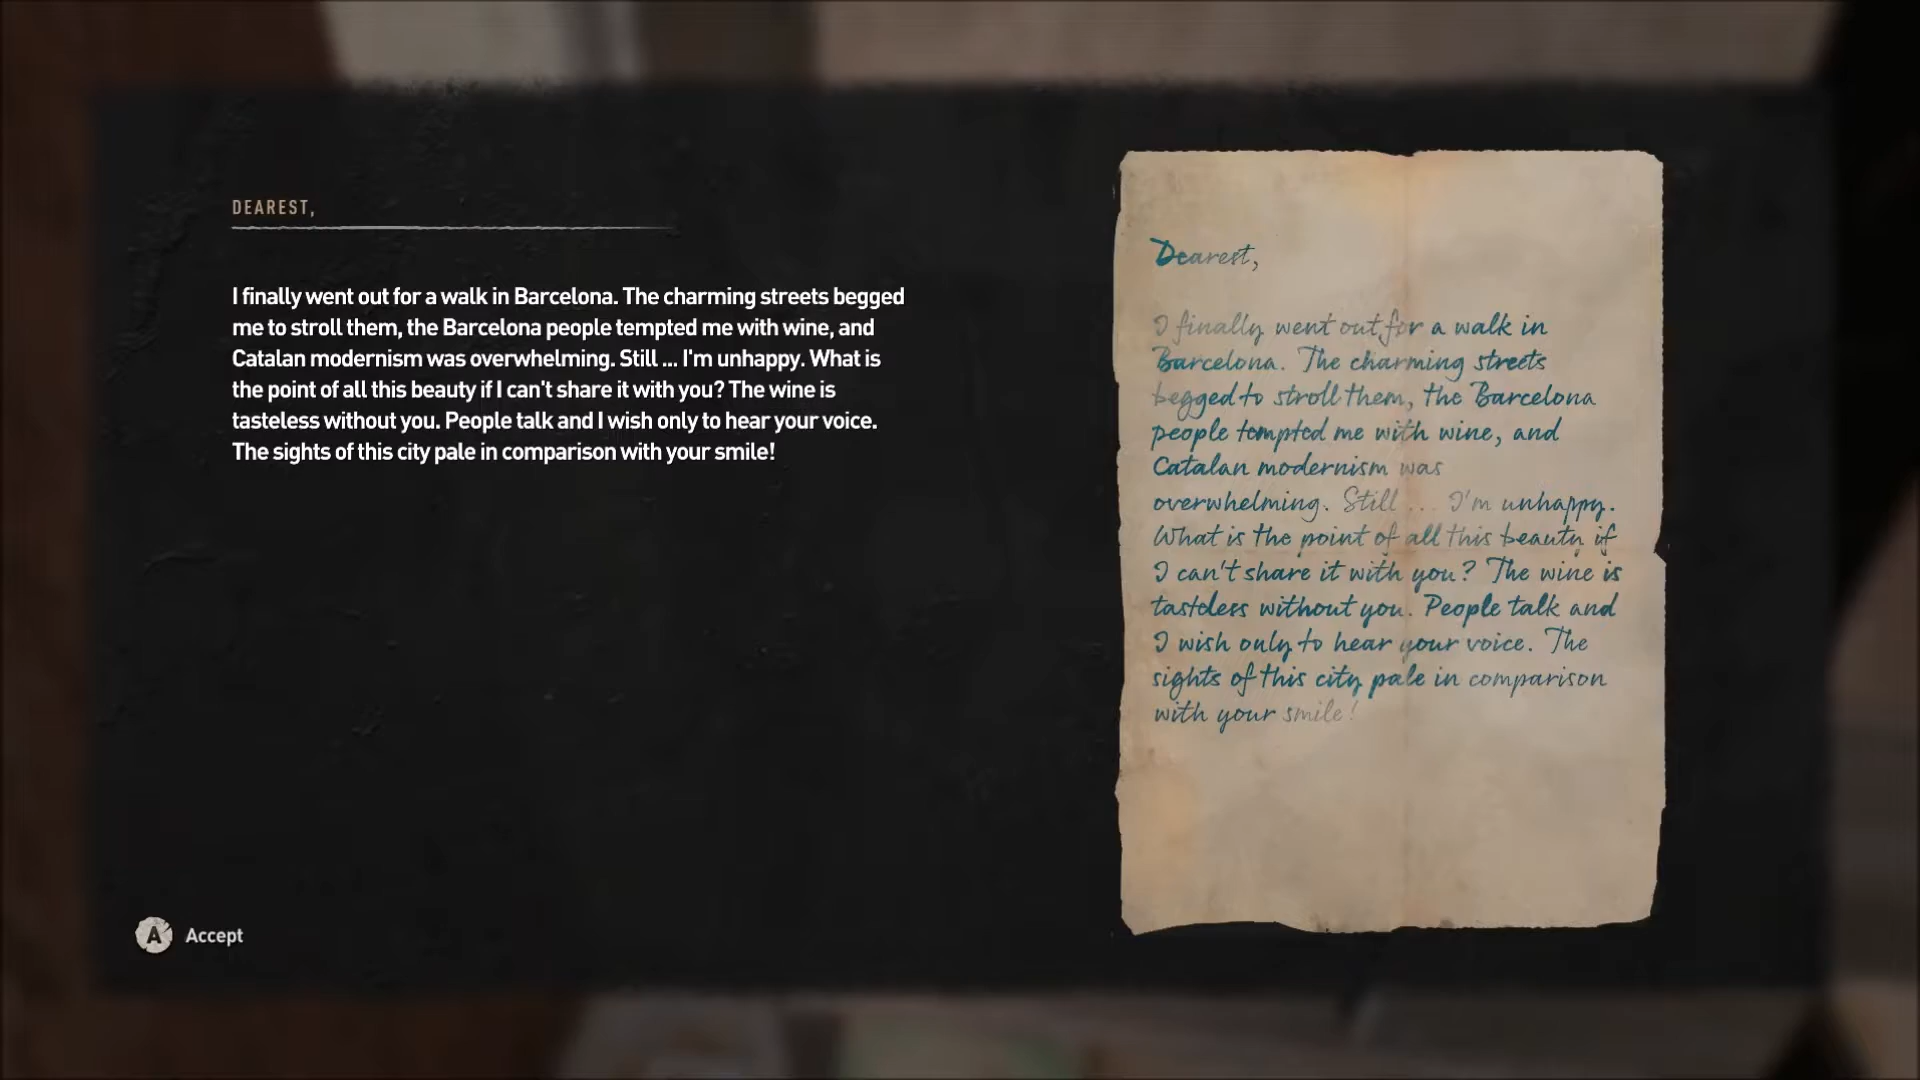 DEAREST,
I finally went out for a walk in Barcelona. The charming streets begged
me to stroll them, the Barcelona people tempted me with wine, and
Catalan modernism was overwhelming. Still ... I'm unhappy. What is
the point of all this beauty if I can't share it with you? The wine is
tasteless without you. People talk and I wish only to hear your voice.
The sights of this city pale in comparison with your smile!
A Accept
Dearest,
I finally went out for a walk in
Barcelona. The charming streets
begged to stroll them, the Barcelona
people tempted me with wine, and
Catalan modernism was
overwhelming. Still ... I'm unhappy.
What is the point of all this beauty if
I can't share it with you? The wine is
tasteless without you. People talk and
I wish only to hear your voice. The
sights of this city pale in comparison
with your smile!